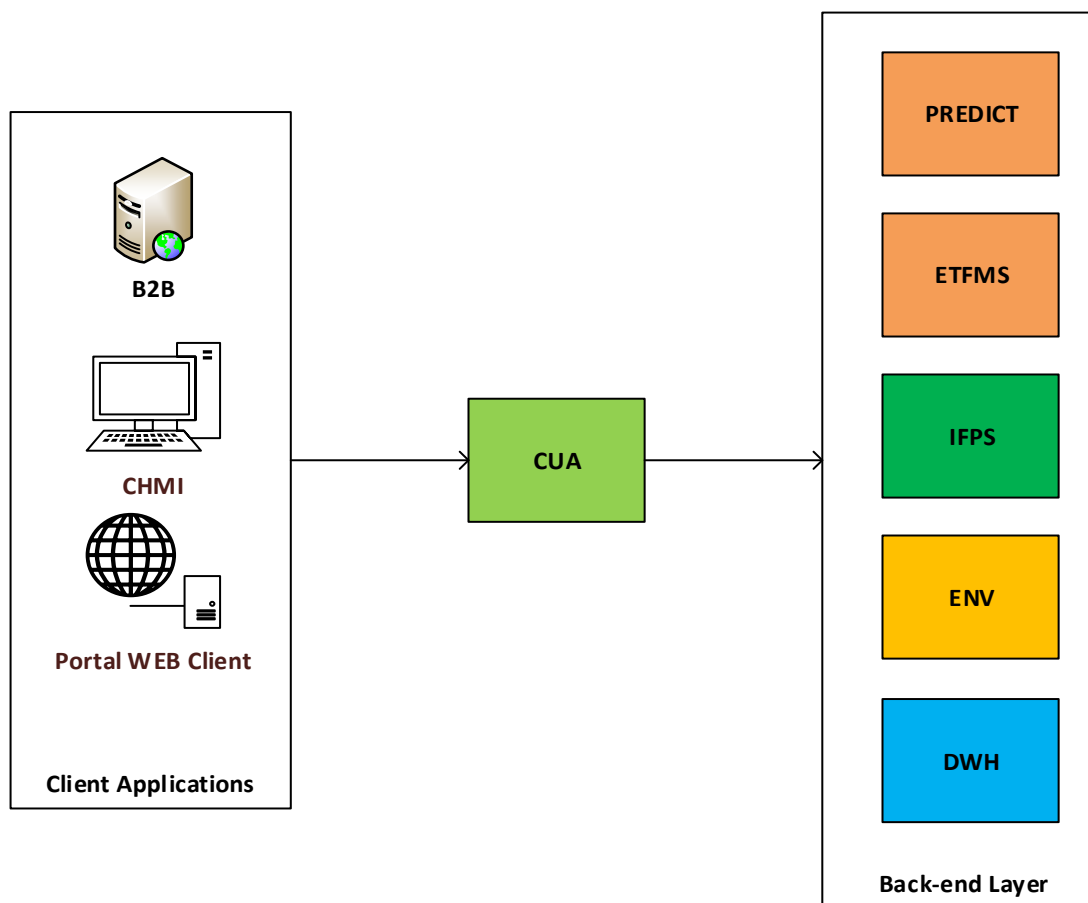 B2B
CHMI
Portal WEB Client
Client Applications
CUA
PREDICT
ETFMS
IFPS
ENV
DWH
Back-end Layer